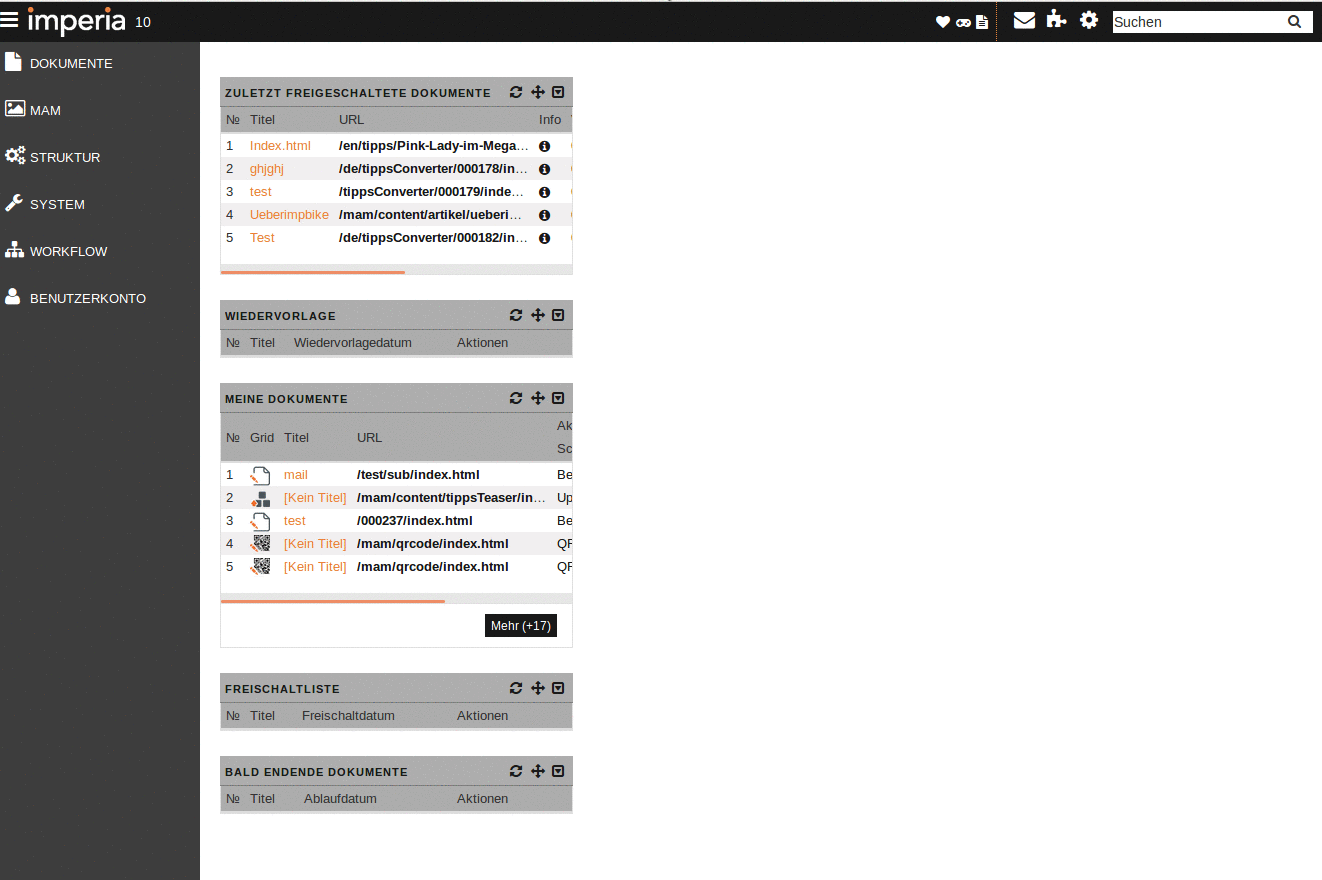 imperia 10
Suchen
DOKUMENTE
MAM
STRUKTUR
SYSTEM
WORKFLOW
BENUTZERKONTO
ZULETZT FREIGESCHALTETE DOKUMENTE
№ Titel URL Info
1 Index.html /en/tipps/Pink-Lady-im-Mega…
2 ghjghj /de/tippsConverter/000178/in…
3 test /tippsConverter/000179/inde…
4 Ueberimpbike /mam/content/artikel/ueberi…
5 Test /de/tippsConverter/000182/in…
WIEDERVORLAGE
№ Titel Wiedervorlagedatum Aktionen
MEINE DOKUMENTE
№ Grid Titel URL Ak
Sc
1 mail /test/sub/index.html Be
2 [Kein Titel] /mam/content/tippsTeaser/in… Up
3 test /000237/index.html Be
4 [Kein Titel] /mam/qrcode/index.html QR
5 [Kein Titel] /mam/qrcode/index.html QR
Mehr (+17)
FREISCHALTLISTE
№ Titel Freischaltdatum Aktionen
BALD ENDENDE DOKUMENTE
№ Titel Ablaufdatum Aktionen